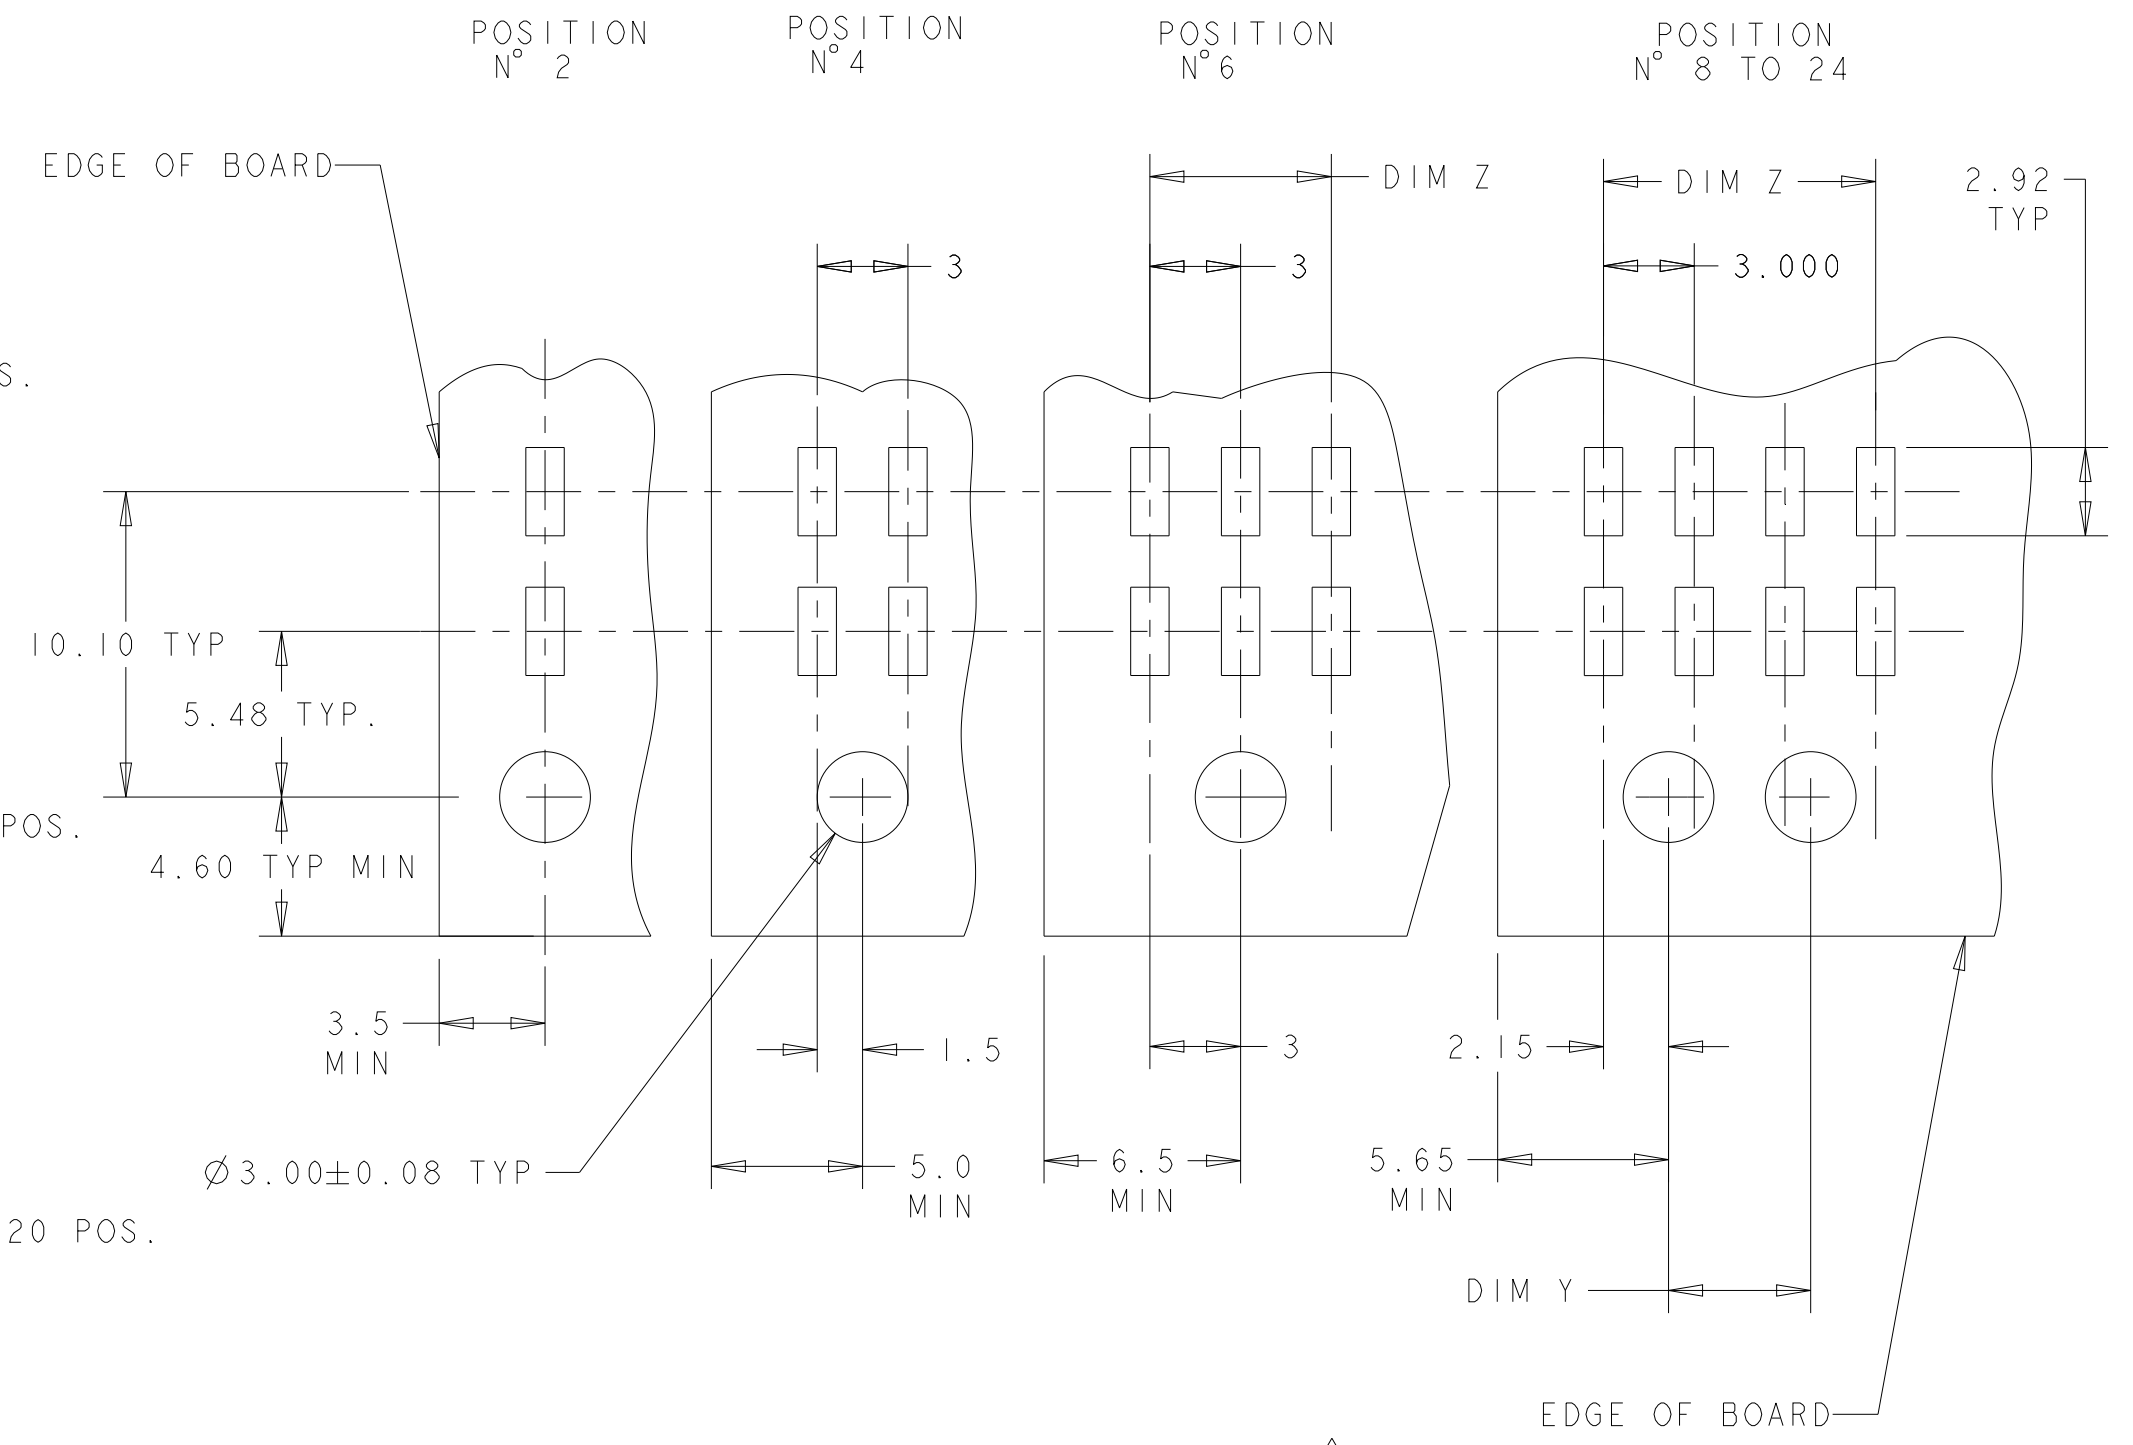 POSITION
N° 2
POSITION
N°4
POSITION
N°6
POSITION
N° 8 TO 24
EDGE OF BOARD
DIM Z
DIM Z
2.92
TYP
3
3
3.000
S.
10.10 TYP
5.48 TYP.
POS.
4.60 TYP MIN
3.5
MIN
1.5
3
2.15
Ø3.00±0.08 TYP
5.0
MIN
6.5
MIN
5.65
MIN
20 POS.
DIM Y
EDGE OF BOARD